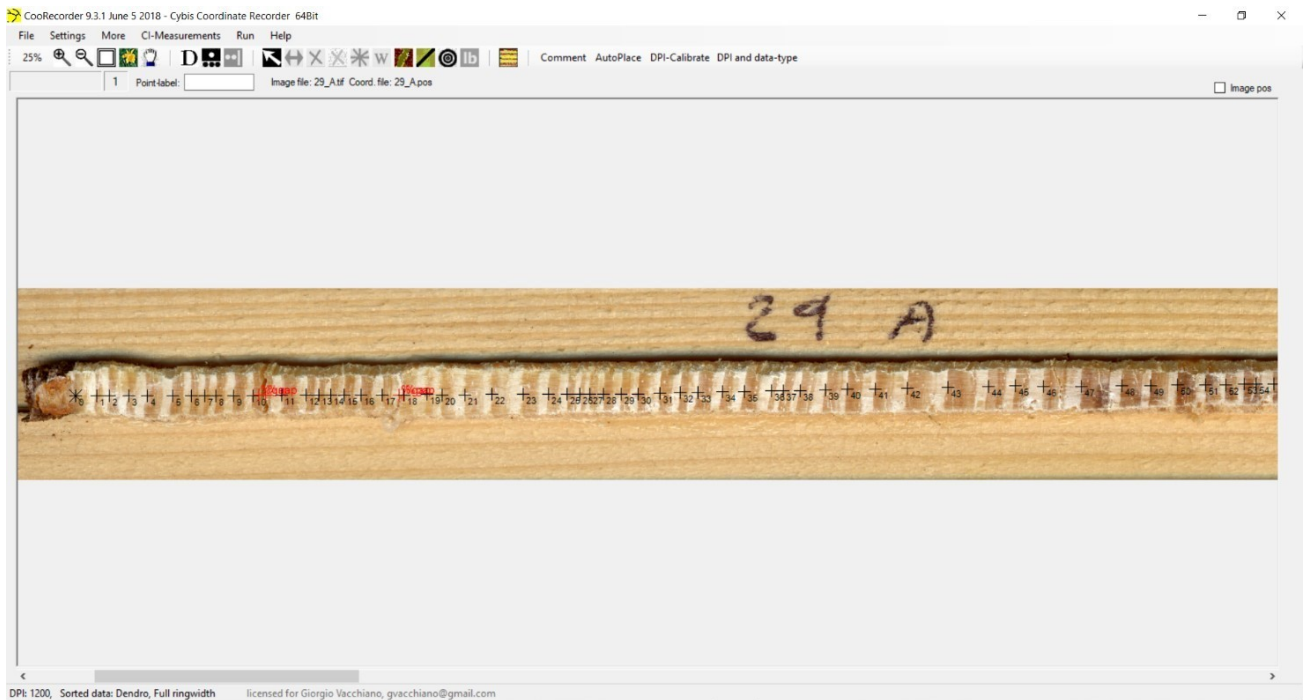 CooRecorder 9.3.1 June 5 2018 - Cybis Coordinate Recorder 64Bit
File Settings More CI-Measurements Run Help
25% D W lb Comment AutoPlace DPI-Calibrate DPI and data-type
1 Point-label: Image file: 29_A.tif Coord. file: 29_A.pos Image pos
29 A
1 2 3 4 5 6 7 8 9 10 11 12 13 14 15 16 17 18 19 20 21 22 23 24 25 26 27 28 29 30 31 32 33 34 35 36 37 38 39 40 41 42 43 44 45 46 47 48 49 50 51 52 53 54
DPI: 1200, Sorted data: Dendro, Full ringwidth licensed for Giorgio Vacchiano, gvacchiano@gmail.com